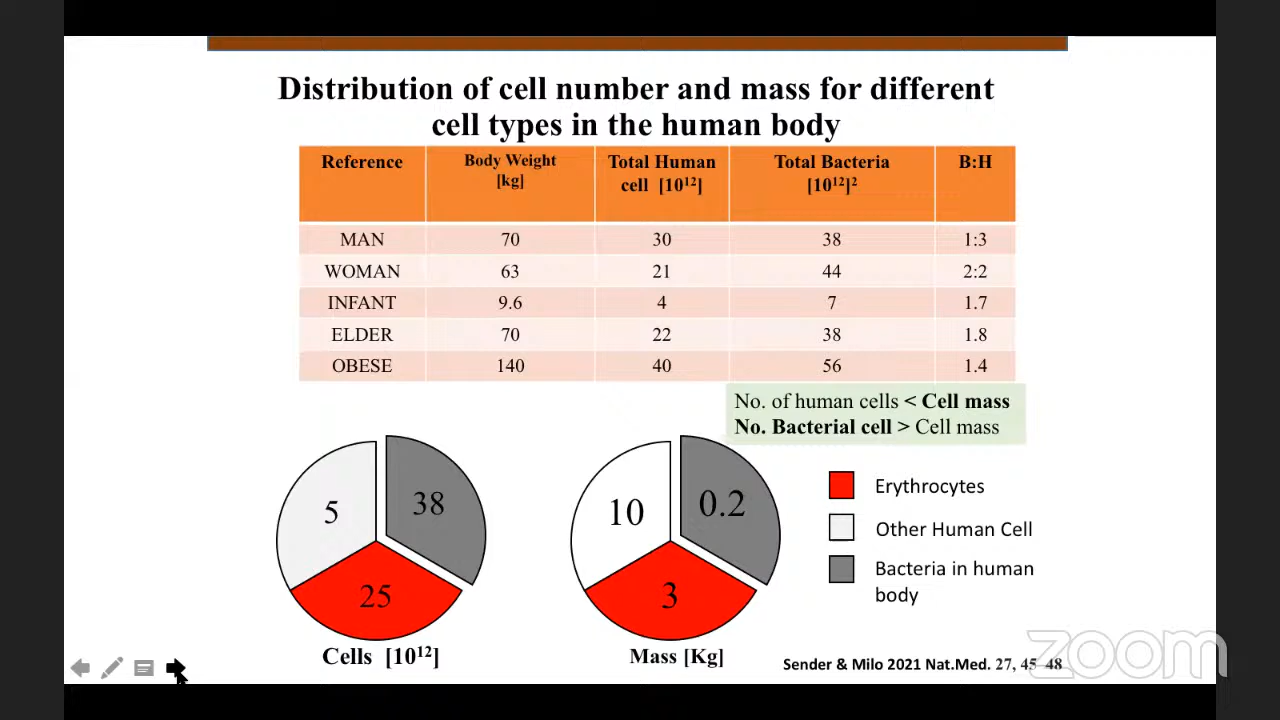 Distribution of cell number and mass for different
cell types in the human body
Reference Body Weight [kg] Total Human cell [10¹²] Total Bacteria [10¹²]² B:H
MAN 70 30 38 1:3
WOMAN 63 21 44 2:2
INFANT 9.6 4 7 1.7
ELDER 70 22 38 1.8
OBESE 140 40 56 1.4
No. of human cells < Cell mass
No. Bacterial cell > Cell mass
5 38 25
10 0.2 3
Erythrocytes
Other Human Cell
Bacteria in human
body
Cells [10¹²]
Mass [Kg]
Sender & Milo 2021 Nat.Med. 27, 45–48
zoom